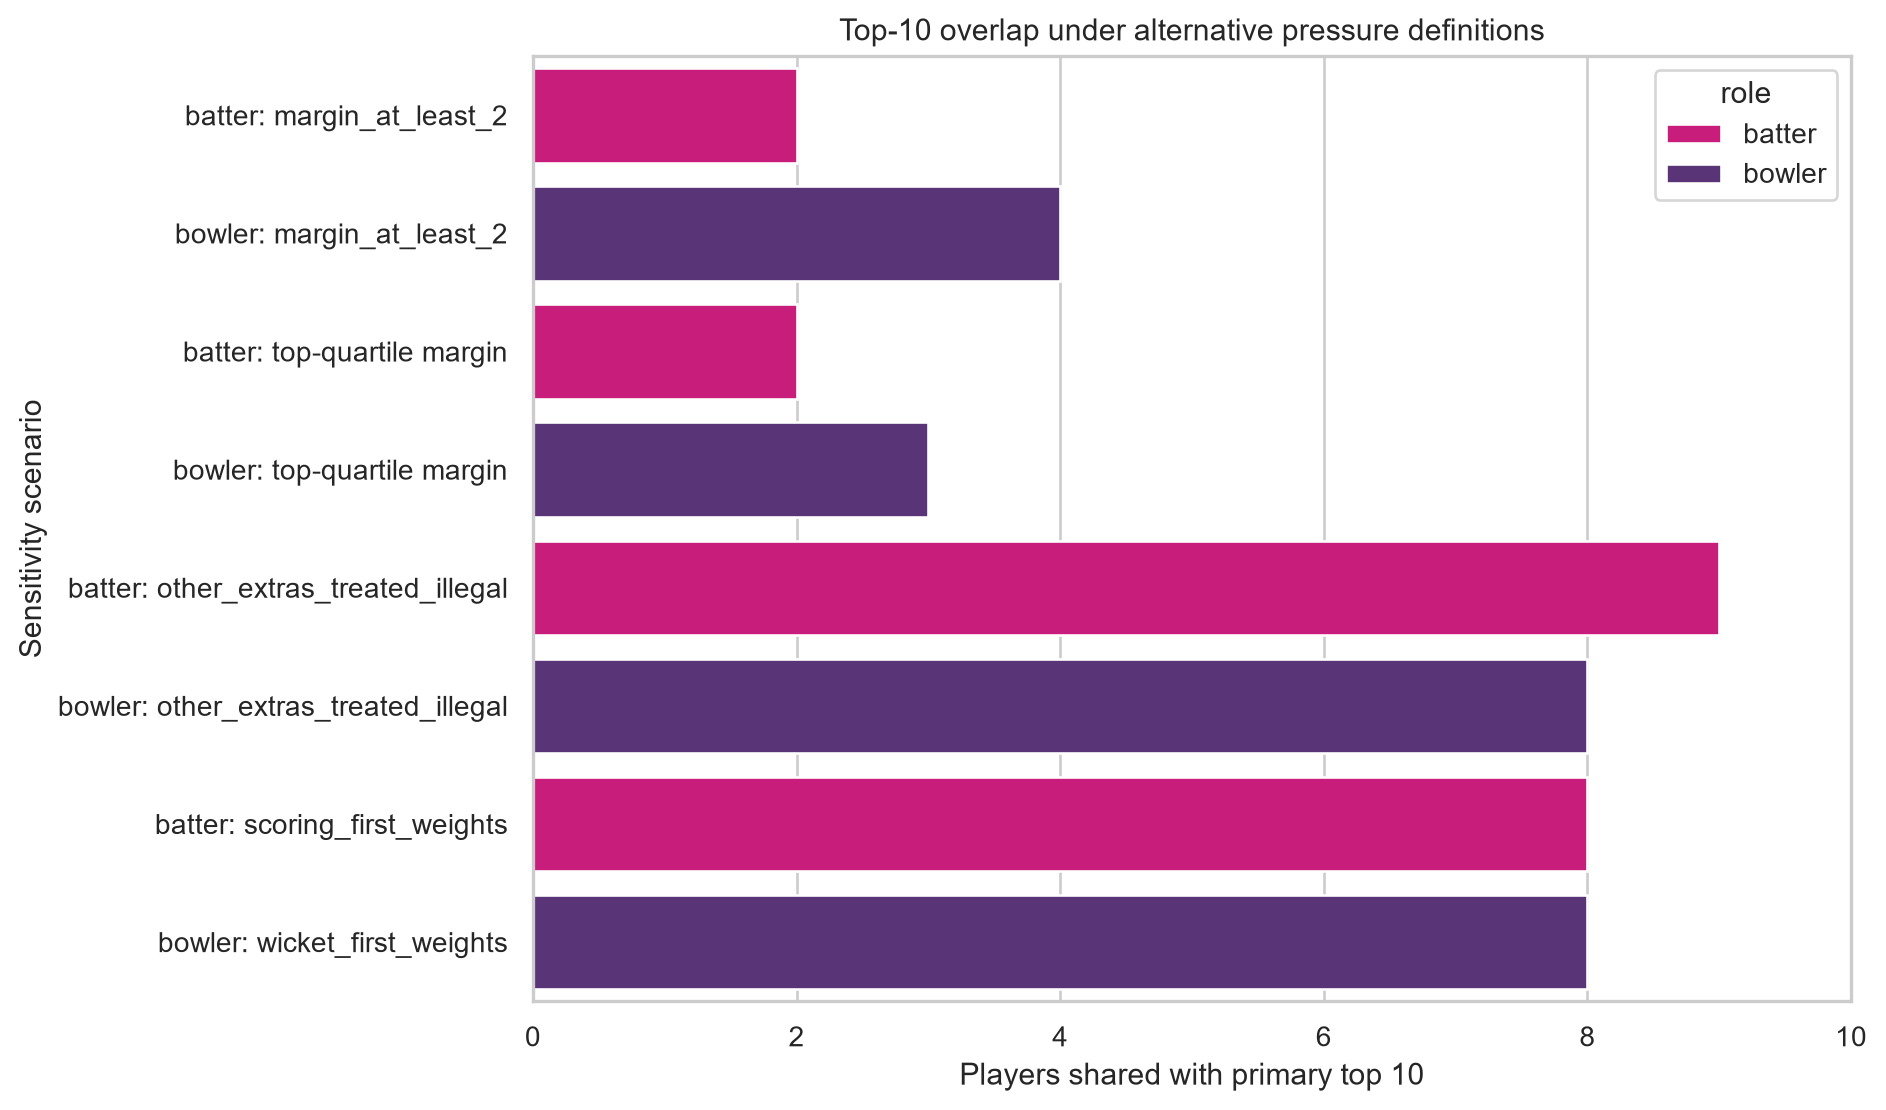 Top-10 overlap under alternative pressure definitions
role
batter
bowler
Sensitivity scenario
batter: margin_at_least_2
bowler: margin_at_least_2
batter: top-quartile margin
bowler: top-quartile margin
batter: other_extras_treated_illegal
bowler: other_extras_treated_illegal
batter: scoring_first_weights
bowler: wicket_first_weights
0 2 4 6 8 10
Players shared with primary top 10